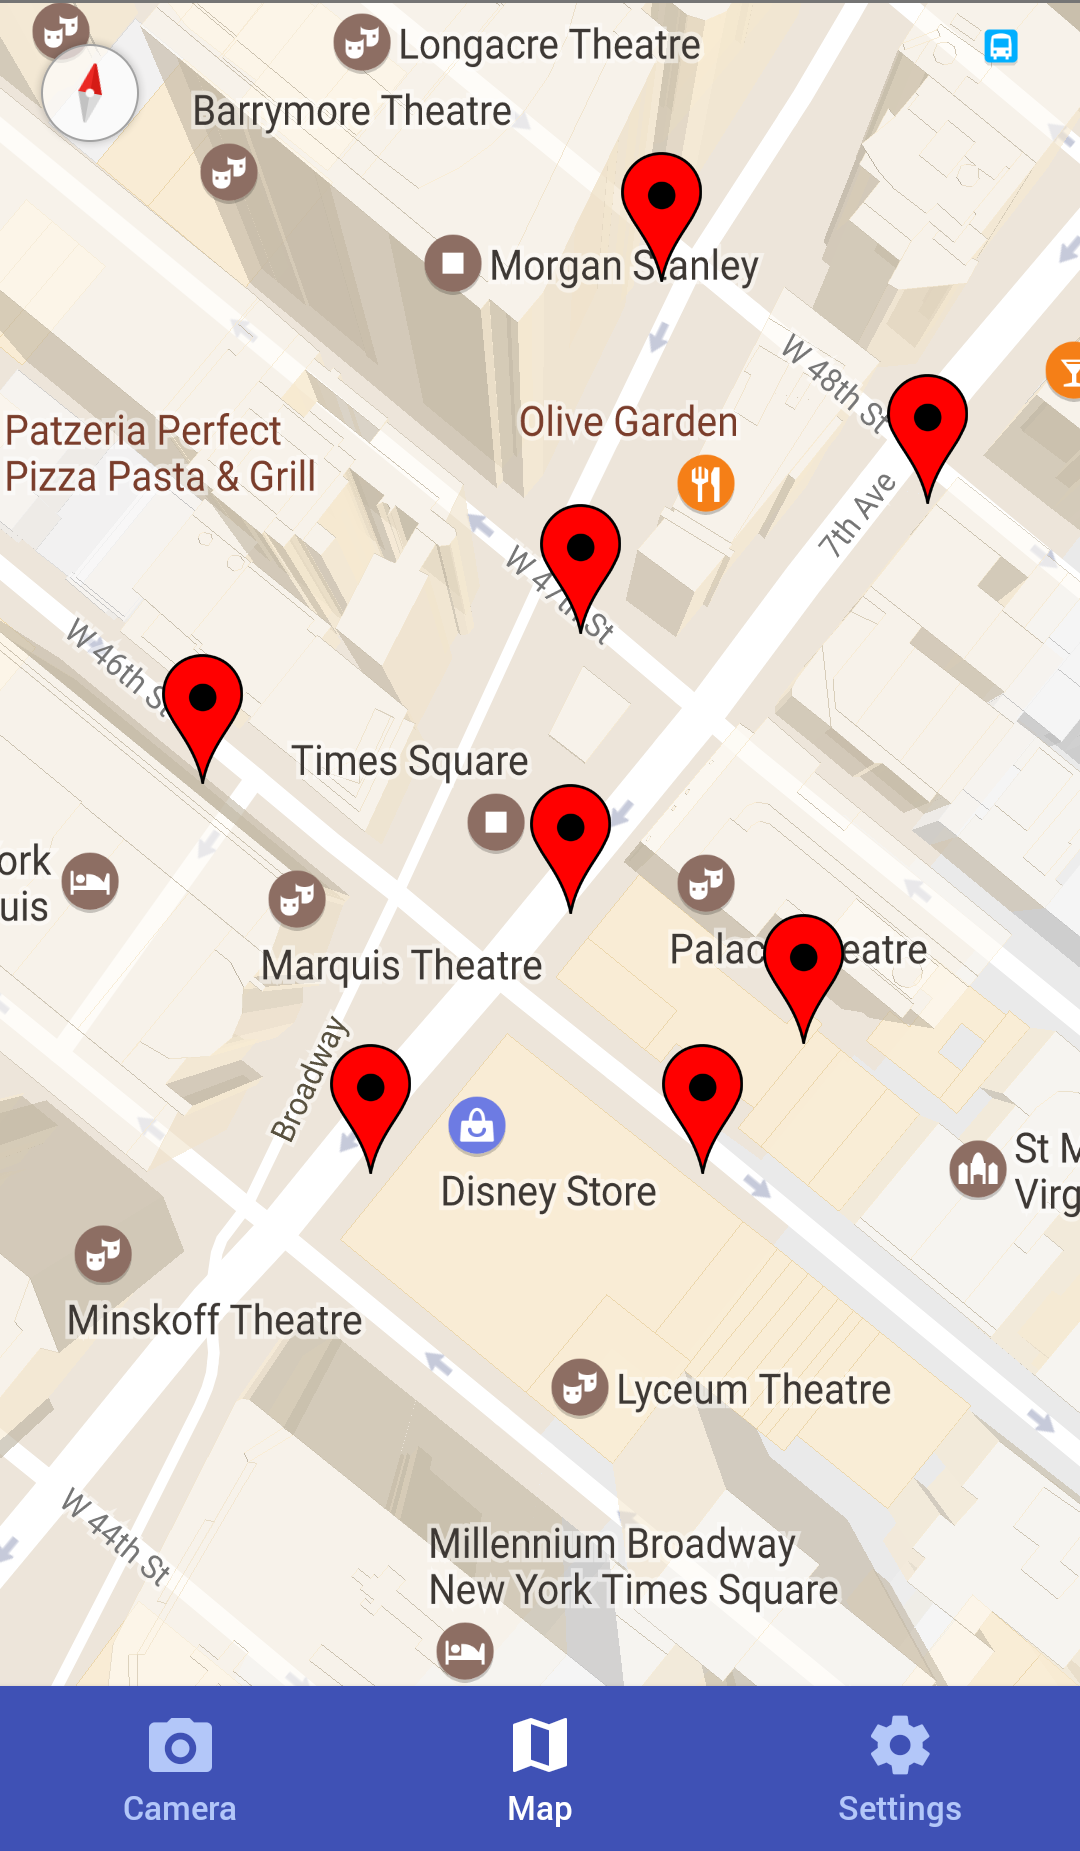 Longacre Theatre
Barrymore Theatre
Morgan Stanley
W 48th St
Olive Garden
Patzeria Perfect
Pizza Pasta & Grill
7th Ave
W 47th St
W 46th St
Times Square
ork
uis
Marquis Theatre
Broadway
Disney Store
St M
Virg
Minskoff Theatre
Lyceum Theatre
W 44th St
Millennium Broadway
New York Times Square
Camera
Map
Settings